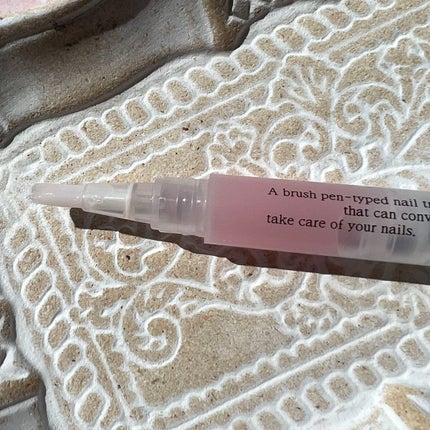 A brush pen-typed nail
that can
take care of your nails.